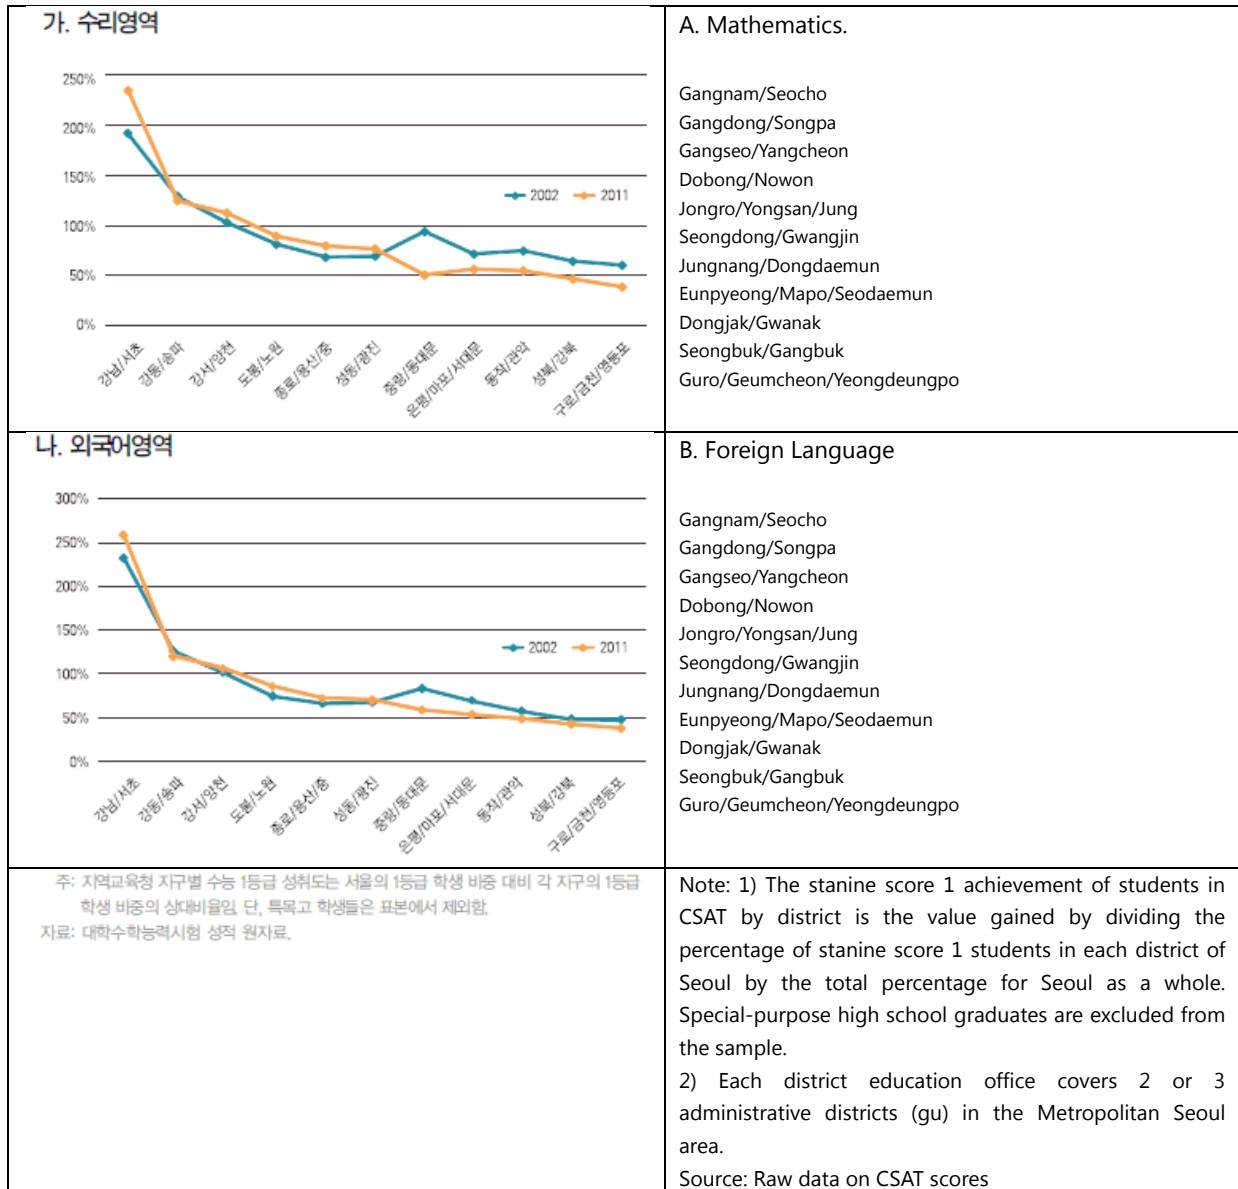 가. 수리영역
250%
200%
150%
100%
50%
0%
2002 2011
강남/서초
강동/송파
강서/양천
도봉/노원
종로/용산/중
성동/광진
중랑/동대문
은평/마포/서대문
동작/관악
성북/강북
구로/금천/영등포
A. Mathematics.
Gangnam/Seocho
Gangdong/Songpa
Gangseo/Yangcheon
Dobong/Nowon
Jongro/Yongsan/Jung
Seongdong/Gwangjin
Jungnang/Dongdaemun
Eunpyeong/Mapo/Seodaemun
Dongjak/Gwanak
Seongbuk/Gangbuk
Guro/Geumcheon/Yeongdeungpo
나. 외국어영역
300%
250%
200%
150%
100%
50%
0%
2002 2011
강남/서초
강동/송파
강서/양천
도봉/노원
종로/용산/중
성동/광진
중랑/동대문
은평/마포/서대문
동작/관악
성북/강북
구로/금천/영등포
B. Foreign Language
Gangnam/Seocho
Gangdong/Songpa
Gangseo/Yangcheon
Dobong/Nowon
Jongro/Yongsan/Jung
Seongdong/Gwangjin
Jungnang/Dongdaemun
Eunpyeong/Mapo/Seodaemun
Dongjak/Gwanak
Seongbuk/Gangbuk
Guro/Geumcheon/Yeongdeungpo
주: 지역교육청 지구별 수능 1등급 성취도는 서울의 1등급 학생 비중 대비 각 지구의 1등급
학생 비중의 상대비율임. 단, 특목고 학생들은 표본에서 제외함.
자료: 대학수학능력시험 성적 원자료.
Note: 1) The stanine score 1 achievement of students in
CSAT by district is the value gained by dividing the
percentage of stanine score 1 students in each district of
Seoul by the total percentage for Seoul as a whole.
Special-purpose high school graduates are excluded from
the sample.
2) Each district education office covers 2 or 3
administrative districts (gu) in the Metropolitan Seoul
area.
Source: Raw data on CSAT scores